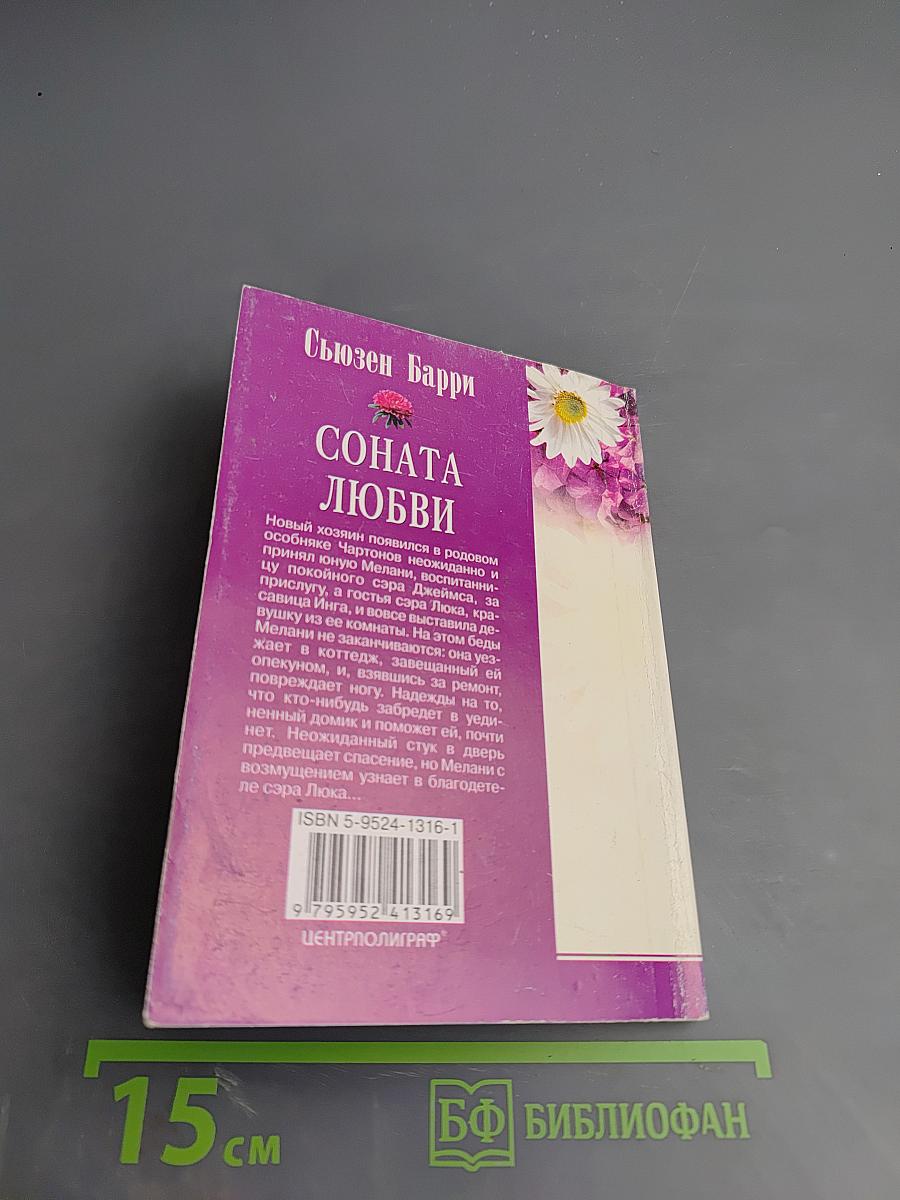 Сьюзен Барри
СОНАТА
ЛЮБВИ
Новый хозяин появился в родовом
особняке Чартонов неожиданно и
принял юную Мелани, воспитанни-
цу покойного сэра Джеймса, за
прислугу, а гостья сэра Люка, кра-
савица Инга, и вовсе выставила де-
вушку из ее комнаты. На этом беды
Мелани не заканчиваются: она уез-
жает в коттедж, завещанный ей
опекуном, и, взявшись за ремонт,
повреждает ногу. Надежды на то,
что кто-нибудь забредет в уеди-
ненный домик и поможет ей, почти
нет. Неожиданный стук в дверь
предвещает спасение, но Мелани с
возмущением узнает в благодете-
ле сэра Люка...
ISBN 5-9524-1316-1
9 795952 413169
ЦЕНТРПОЛИГРАФ®
15 см
БФ БИБЛИОФАН